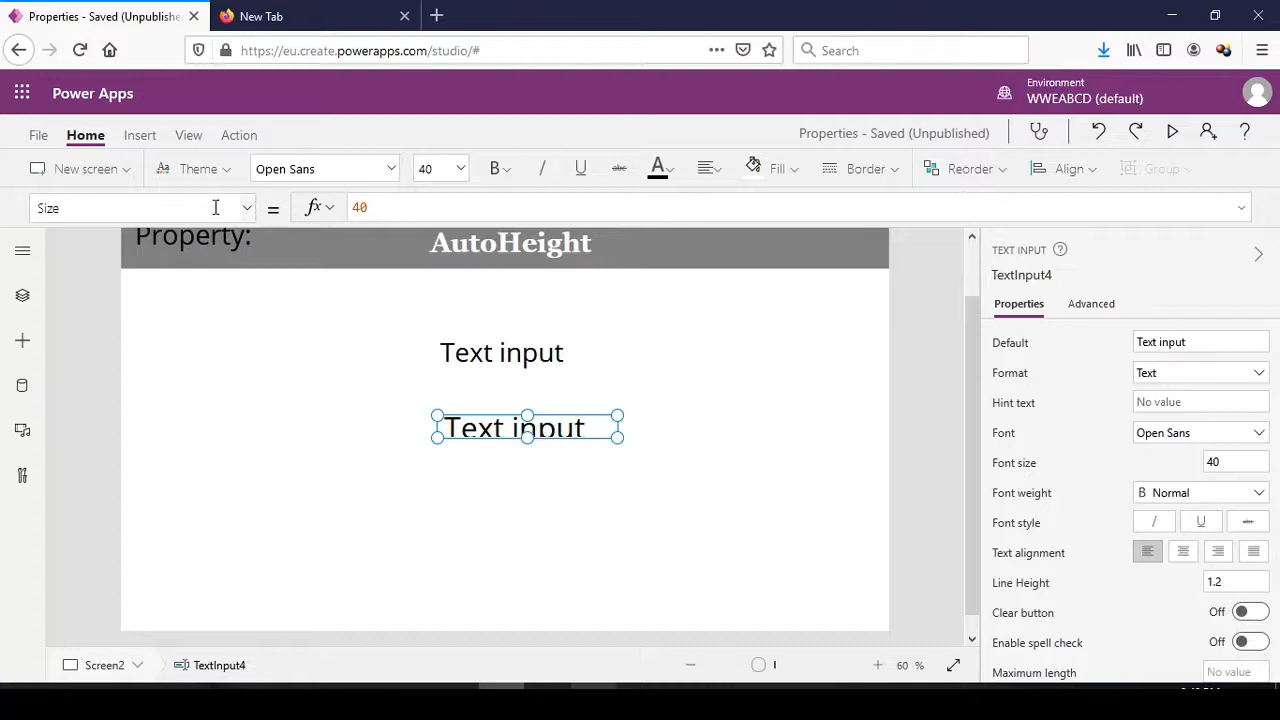 Properties - Saved (Unpublishe
New Tab
https://eu.create.powerapps.com/studio/#
Search
Power Apps
Environment
WWEABCD (default)
File Home Insert View Action
Properties - Saved (Unpublished)
New screen Theme Open Sans 40 B / U abc A Fill Border Reorder Align Group
Size = fx 40
Property:
AutoHeight
Text input
Text input
TEXT INPUT
TextInput4
Properties Advanced
Default Text input
Format Text
Hint text No value
Font Open Sans
Font size 40
Font weight B Normal
Font style / U abc
Text alignment
Line Height 1.2
Clear button Off
Enable spell check Off
Maximum length No value
Screen2 TextInput4
60 %